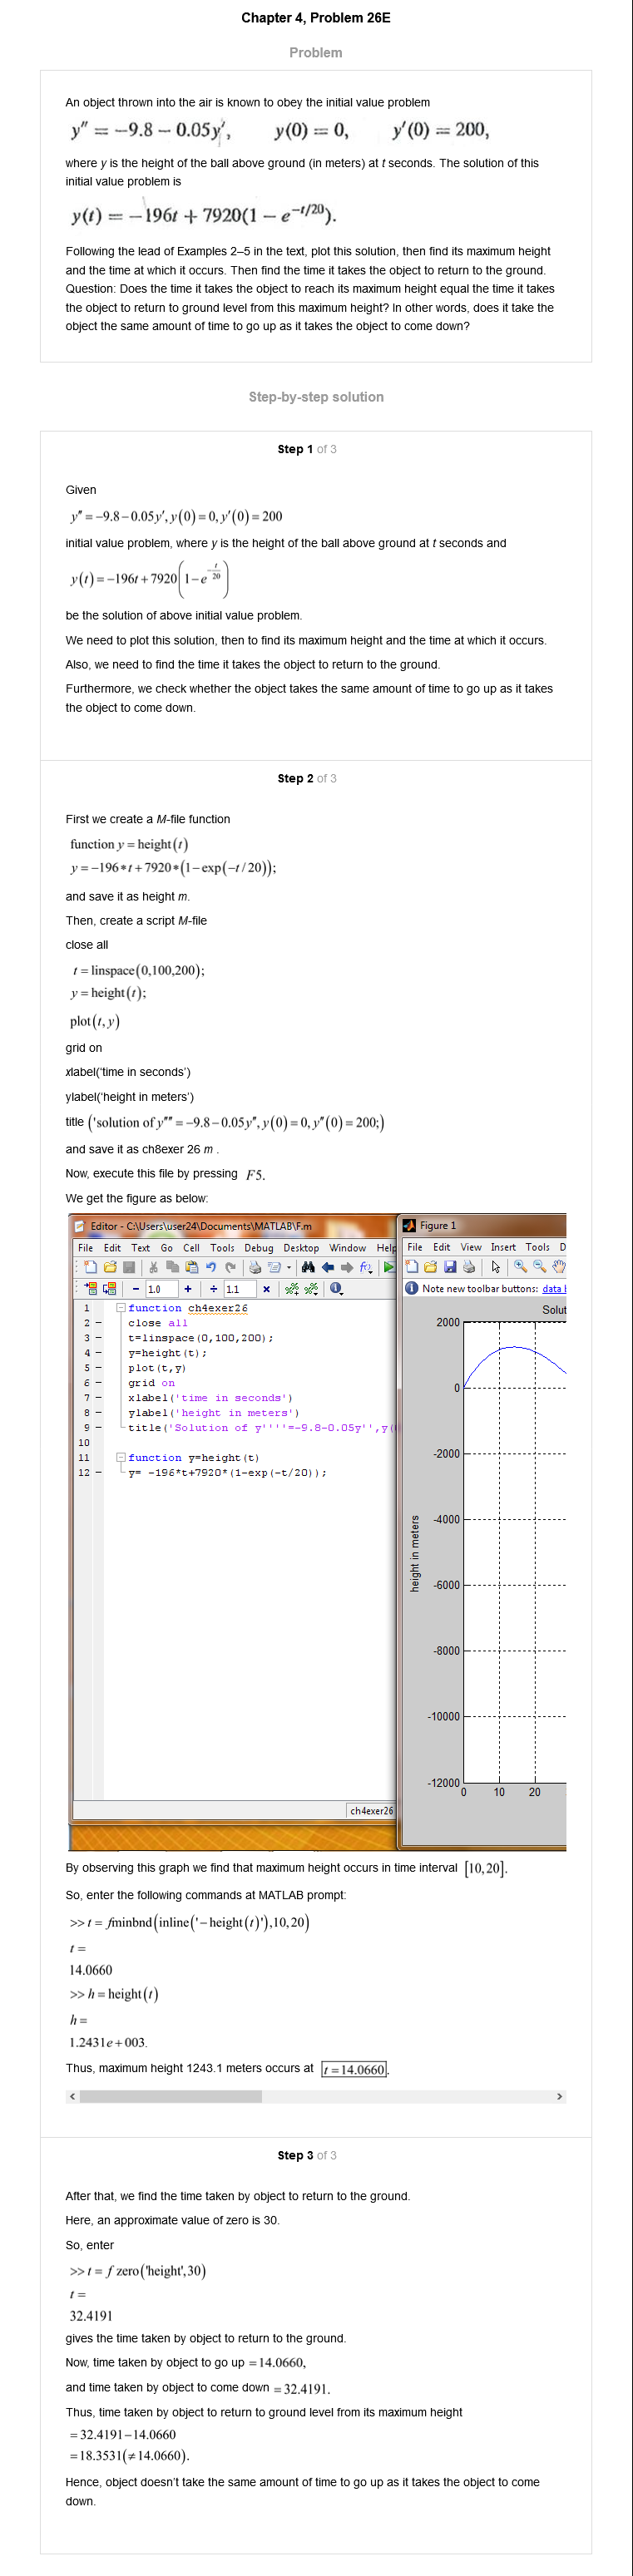 Chapter 4, Problem 26E
Problem
An object thrown into the air is known to obey the initial value problem
y″ = −9.8 − 0.05y′, y(0) = 0, y′(0) = 200,
where y is the height of the ball above ground (in meters) at t seconds. The solution of this
initial value problem is
y(t) = −196t + 7920(1 − e^{−t/20}).
Following the lead of Examples 2–5 in the text, plot this solution, then find its maximum height
and the time at which it occurs. Then find the time it takes the object to return to the ground.
Question: Does the time it takes the object to reach its maximum height equal the time it takes
the object to return to ground level from this maximum height? In other words, does it take the
object the same amount of time to go up as it takes the object to come down?
Step-by-step solution
Step 1 of 3
Given
y″ = −9.8 − 0.05y′, y(0) = 0, y′(0) = 200
initial value problem, where y is the height of the ball above ground at t seconds and
y(t) = −196t + 7920(1 − e^{−t/20})
be the solution of above initial value problem.
We need to plot this solution, then to find its maximum height and the time at which it occurs.
Also, we need to find the time it takes the object to return to the ground.
Furthermore, we check whether the object takes the same amount of time to go up as it takes
the object to come down.
Step 2 of 3
First we create a M-file function
function y = height(t)
y = −196*t + 7920*(1−exp(−t/20));
and save it as height m.
Then, create a script M-file
close all
t = linspace(0,100,200);
y = height(t);
plot(t,y)
grid on
xlabel('time in seconds')
ylabel('height in meters')
title ('solution of y″″ = −9.8−0.05y″, y(0) = 0, y″(0) = 200;)
and save it as ch8exer 26 m .
Now, execute this file by pressing F5.
We get the figure as below:
Editor - C:\Users\user24\Documents\MATLAB\F.m
File Edit Text Go Cell Tools Debug Desktop Window Help
1.0 1.1
1 function ch4exer26
2 close all
3 t=linspace(0,100,200);
4 y=height(t);
5 plot(t,y)
6 grid on
7 xlabel('time in seconds')
8 ylabel('height in meters')
9 title('Solution of y''''=-9.8-0.05y'',y(
10
11 function y=height(t)
12 y= -196*t+7920*(1-exp(-t/20));
ch4exer26
Figure 1
File Edit View Insert Tools D
Note new toolbar buttons: data
Solut
2000
0
-2000
-4000
-6000
-8000
-10000
-12000
height in meters
0 10 20
By observing this graph we find that maximum height occurs in time interval [10,20].
So, enter the following commands at MATLAB prompt:
>> t = fminbnd(inline('−height(t)'),10,20)
t =
14.0660
>> h = height(t)
h =
1.2431e+003.
Thus, maximum height 1243.1 meters occurs at t = 14.0660.
Step 3 of 3
After that, we find the time taken by object to return to the ground.
Here, an approximate value of zero is 30.
So, enter
>> t = f zero('height',30)
t =
32.4191
gives the time taken by object to return to the ground.
Now, time taken by object to go up = 14.0660,
and time taken by object to come down = 32.4191.
Thus, time taken by object to return to ground level from its maximum height
= 32.4191−14.0660
= 18.3531(≠ 14.0660).
Hence, object doesn't take the same amount of time to go up as it takes the object to come
down.